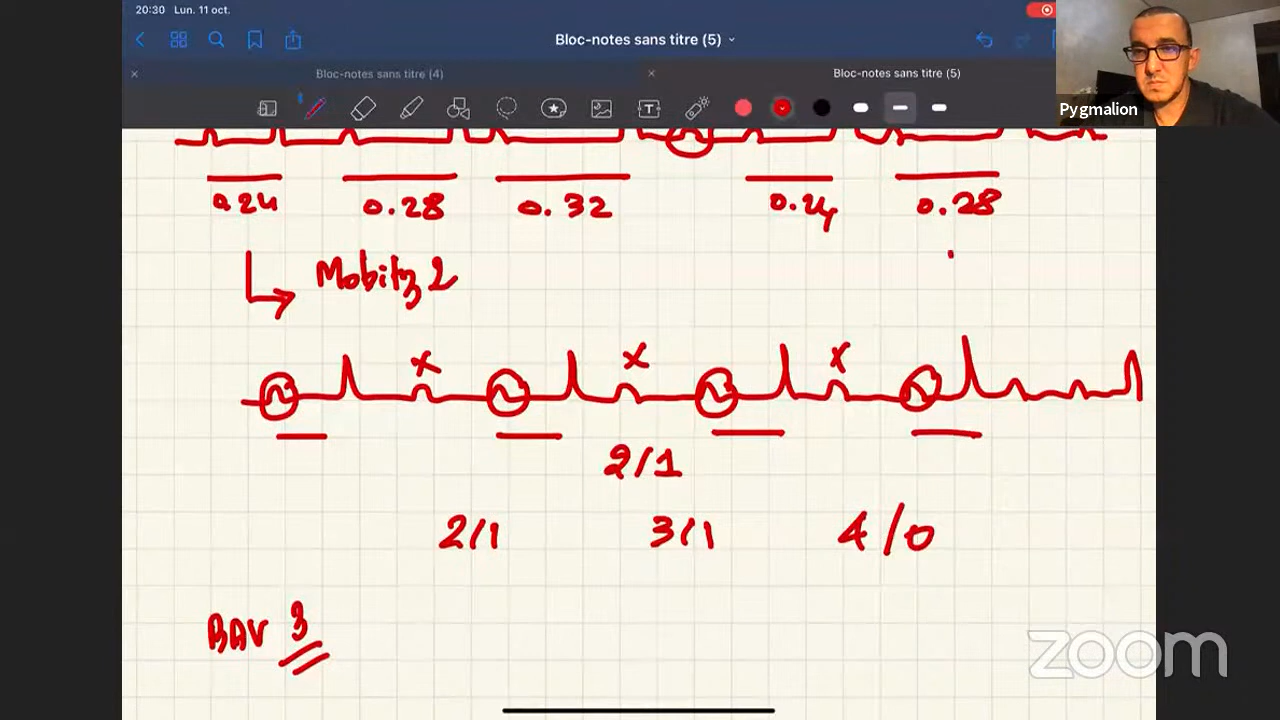 20:30 Lun. 11 oct.
Bloc-notes sans titre (5)
Bloc-notes sans titre (4)
Bloc-notes sans titre (5)
Pygmalion
0.24 0.28 0.32 0.24 0.28
Mobitz 2
x x x
2/1
2/1 3/1 4/0
BAV 3
zoom